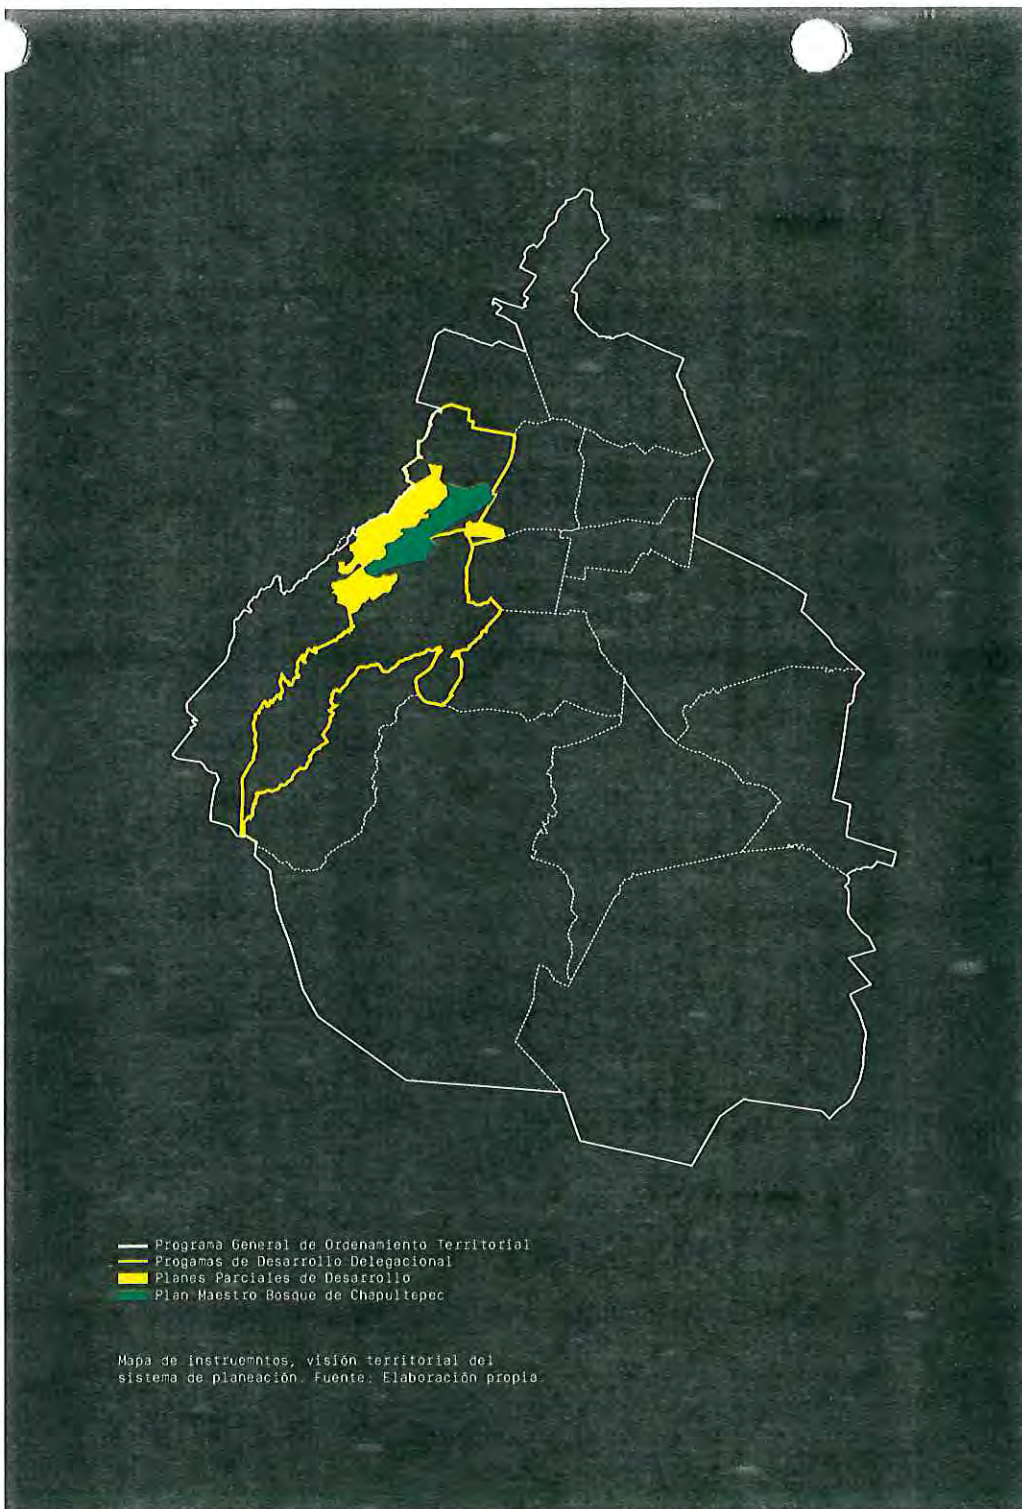 Programa General de Ordenamiento Territorial
Progamas de Desarrollo Delegacional
Planes Parciales de Desarrollo
Plan Maestro Bosque de Chapultepec
Mapa de instruemntos, visión territorial del
sistema de planeación. Fuente: Elaboración propia